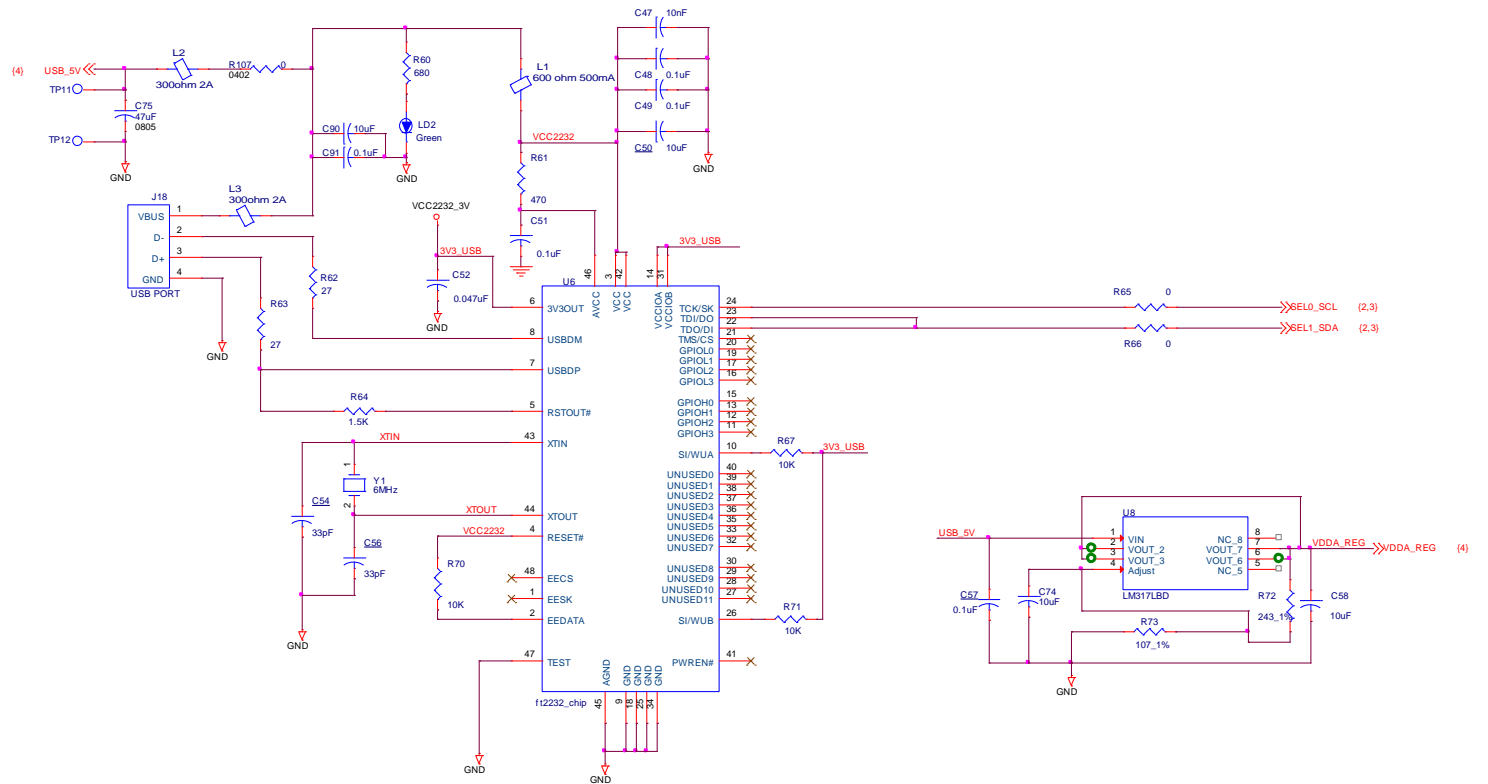 C47 10nF
C48 0.1uF
C49 0.1uF
C50 10uF
GND
{4} USB_5V
L2
300ohm 2A
R107 0
0402
TP11
C75
47uF
0805
TP12
GND
R60
680
LD2
Green
C90 10uF
C91 0.1uF
GND
L1
600 ohm 500mA
VCC2232
R61
470
C51
0.1uF
J18
VBUS 1
D- 2
D+ 3
GND 4
USB PORT
L3
300ohm 2A
GND
R62
27
R63
27
VCC2232_3V
3V3_USB
C52
0.047uF
GND
3V3_USB
U6
46 AVCC
3 VCC
42 VCC
14 VCCIOA
31 VCCIOB
6 3V3OUT
8 USBDM
7 USBDP
5 RSTOUT#
43 XTIN
44 XTOUT
4 RESET#
48 EECS
1 EESK
2 EEDATA
47 TEST
TCK/SK 24
TDI/DO 23
TDO/DI 22
TMS/CS 21
GPIOL0 20
GPIOL1 19
GPIOL2 17
GPIOL3 16
GPIOH0 15
GPIOH1 13
GPIOH2 12
GPIOH3 11
SI/WUA 10
UNUSED0 40
UNUSED1 39
UNUSED2 38
UNUSED3 37
UNUSED4 36
UNUSED5 35
UNUSED6 33
UNUSED7 32
UNUSED8 30
UNUSED9 29
UNUSED10 28
UNUSED11 27
SI/WUB 26
PWREN# 41
AGND 45
GND 9
GND 18
GND 25
GND 34
ft2232_chip
GND
R64
1.5K
XTIN
1
Y1
6MHz
2
XTOUT
C54
33pF
C56
33pF
GND
VCC2232
R70
10K
GND
R65 0
SEL0_SCL {2,3}
R66 0
SEL1_SDA {2,3}
R67
10K
3V3_USB
R71
10K
U8
USB_5V
1 VIN
2 VOUT_2
3 VOUT_3
4 Adjust
NC_8 8
VOUT_7 7
VOUT_6 6
NC_5 5
LM317LBD
VDDA_REG
VDDA_REG {4}
C57
0.1uF
C74
10uF
R72
243_1%
C58
10uF
R73
107_1%
GND